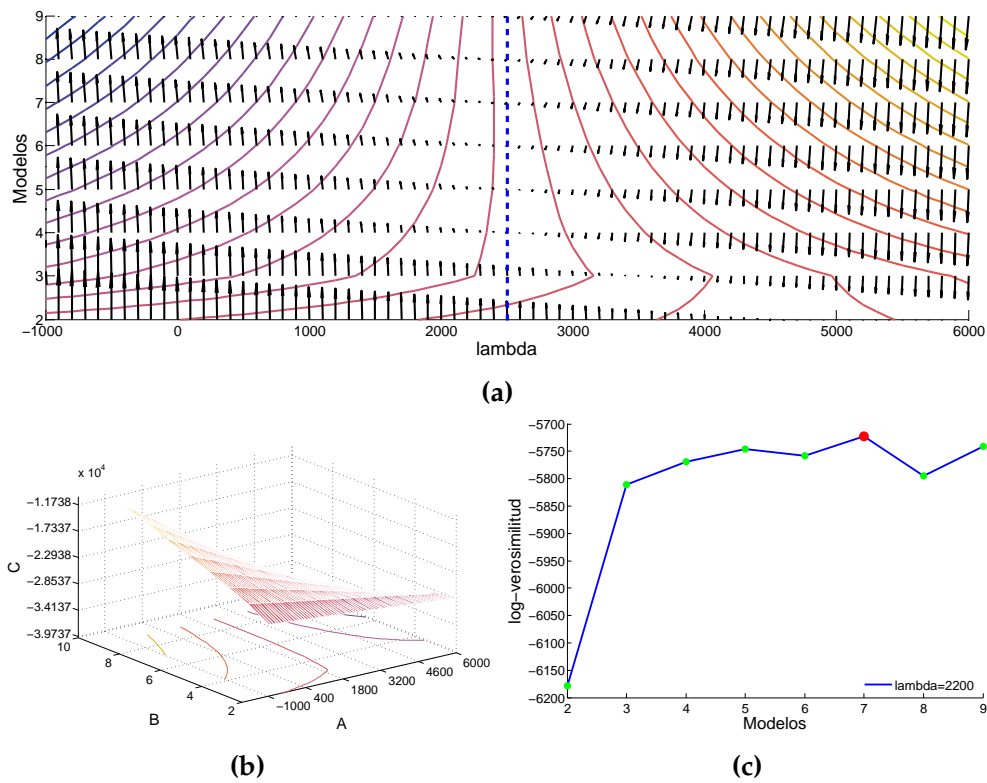 9
8
7
6
5
4
3
2
Modelos
−1000 0 1000 2000 3000 4000 5000 6000
lambda
(a)
x 10⁴
−1.1738
−1.7337
−2.2938
−2.8537
−3.4137
−3.9737
C
10
8
6
4
2
B
−1000
400
1800
3200
4600
6000
A
(b)
−5700
−5750
−5800
−5850
−5900
−5950
−6000
−6050
−6100
−6150
−6200
log−verosimilitud
lambda=2200
2 3 4 5 6 7 8 9
Modelos
(c)